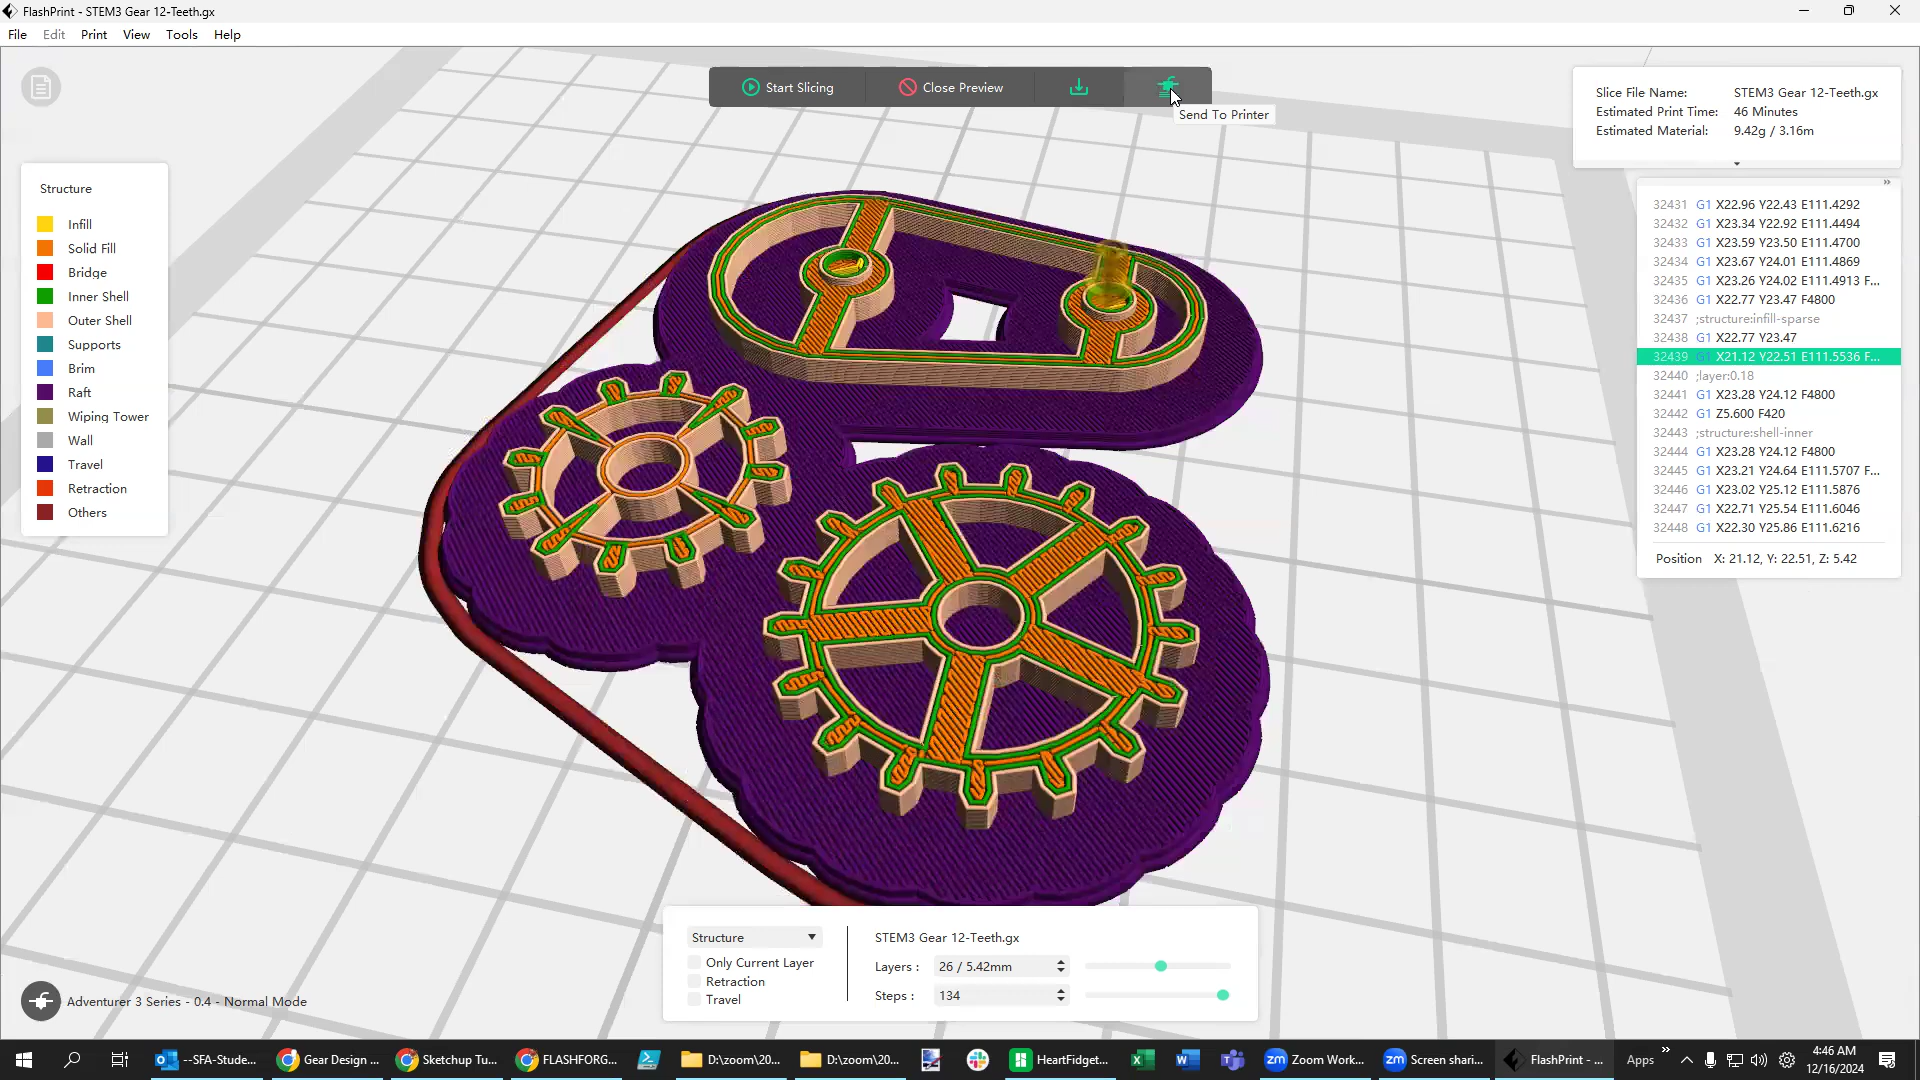 FlashPrint - STEM3 Gear 12-Teeth.gx
File Edit Print View Tools Help
Start Slicing Close Preview
Send To Printer
Slice File Name: STEM3 Gear 12-Teeth.gx
Estimated Print Time: 46 Minutes
Estimated Material: 9.42g / 3.16m
Structure
Infill
Solid Fill
Bridge
Inner Shell
Outer Shell
Supports
Brim
Raft
Wiping Tower
Wall
Travel
Retraction
Others
32431 G1 X22.96 Y22.43 E111.4292
32432 G1 X23.34 Y22.92 E111.4494
32433 G1 X23.59 Y23.50 E111.4700
32434 G1 X23.67 Y24.01 E111.4869
32435 G1 X23.26 Y24.02 E111.4913 F...
32436 G1 X22.77 Y23.47 F4800
32437 ;structure:infill-sparse
32438 G1 X22.77 Y23.47
32439 G1 X21.12 Y22.51 E111.5536 F...
32440 ;layer:0.18
32441 G1 X23.28 Y24.12 F4800
32442 G1 Z5.600 F420
32443 ;structure:shell-inner
32444 G1 X23.28 Y24.12 F4800
32445 G1 X23.21 Y24.64 E111.5707 F...
32446 G1 X23.02 Y25.12 E111.5876
32447 G1 X22.71 Y25.54 E111.6046
32448 G1 X22.30 Y25.86 E111.6216
Position X: 21.12, Y: 22.51, Z: 5.42
Structure
Only Current Layer
Retraction
Travel
STEM3 Gear 12-Teeth.gx
Layers : 26 / 5.42mm
Steps : 134
Adventurer 3 Series - 0.4 - Normal Mode
--SFA-Stude... Gear Design ... Sketchup Tu... FLASHFORG... D:\zoom\20... D:\zoom\20... HeartFidget... Zoom Work... Screen shari... FlashPrint - ... Apps
4:46 AM
12/16/2024